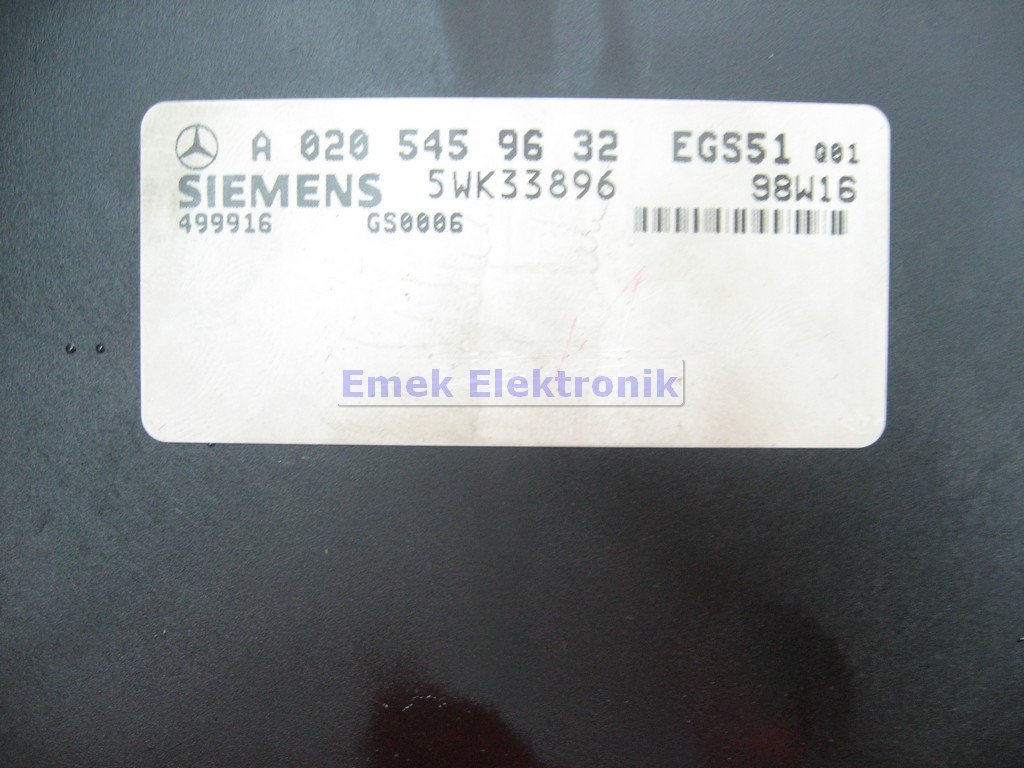 A 020 545 96 32 EGS51 Q01
SIEMENS 5WK33896 98W16
499916 GS0006
Emek Elektronik